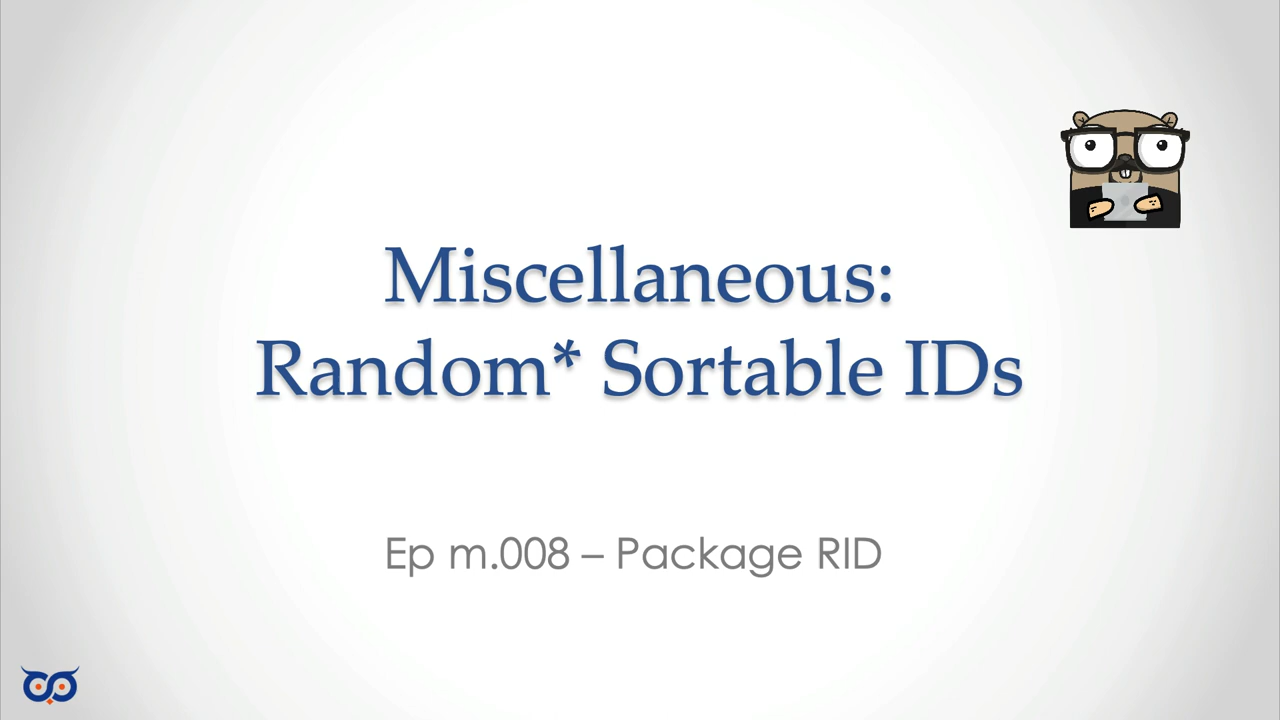 Miscellaneous:
Random* Sortable IDs
Ep m.008 – Package RID